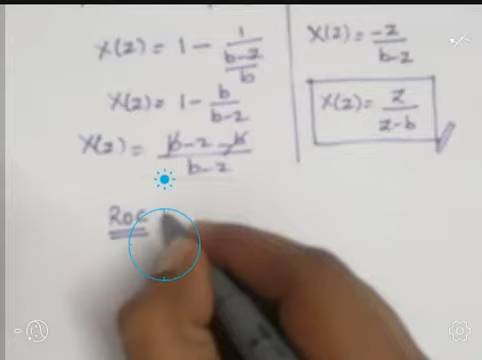 X(z) = 1 - 1/((b-z)/b)
X(z) = 1 - b/(b-z)
X(z) = (b-z-b)/(b-z)
ROC
X(z) = -z/(b-z)
X(z) = z/(z-b)